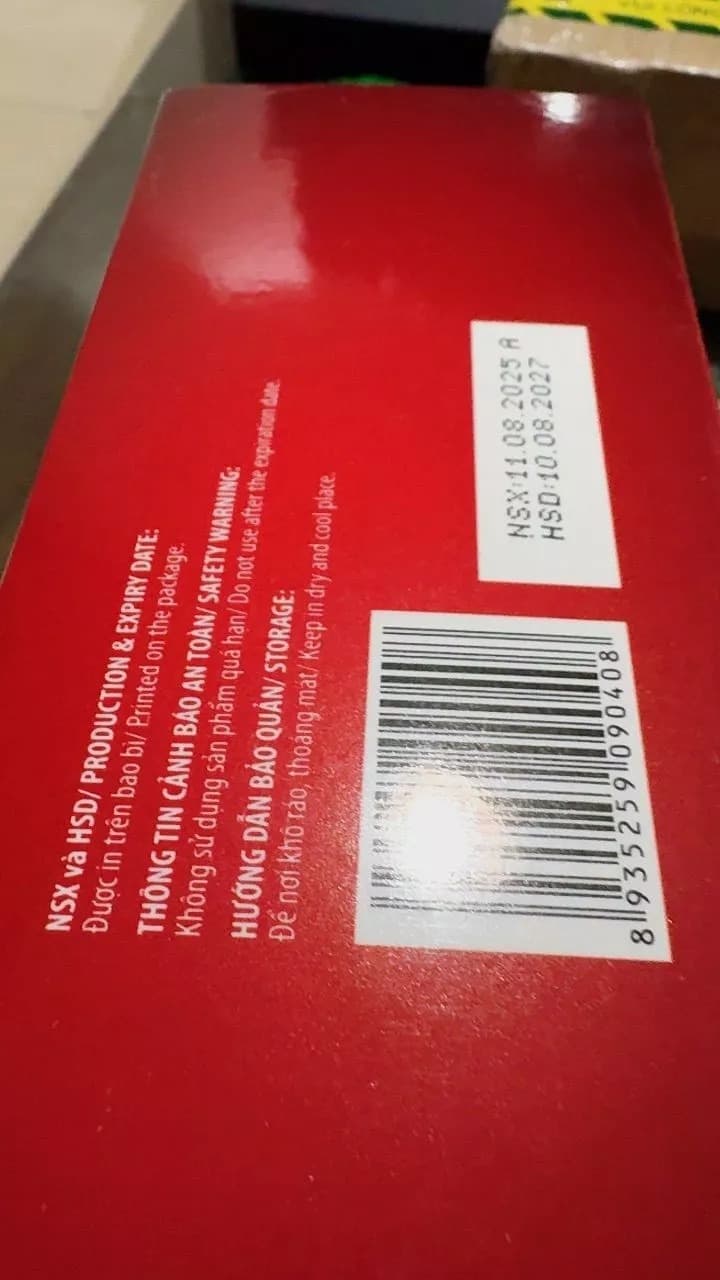 NSX và HSD/ PRODUCTION & EXPIRY DATE:
Được in trên bao bì/ Printed on the package.
THÔNG TIN CẢNH BÁO AN TOÀN/ SAFETY WARNING:
Không sử dụng sản phẩm quá hạn/ Do not use after the expiration date.
HƯỚNG DẪN BẢO QUẢN/ STORAGE:
Để nơi khô ráo, thoáng mát/ Keep in dry and cool place.
NSX:11.08.2025 A
HSD:10.08.2027
8 935259 090408